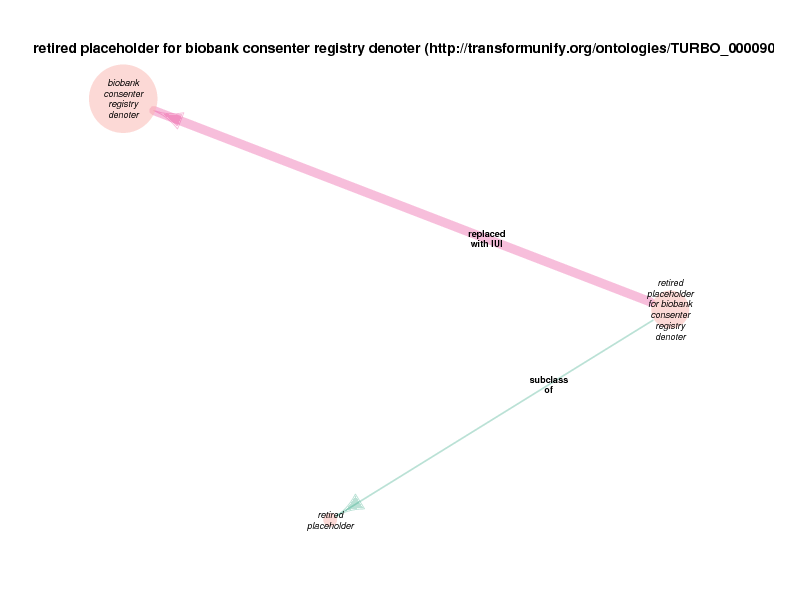 retired placeholder for biobank consenter registry denoter (http://transformunify.org/ontologies/TURBO_000090
biobank
consenter
registry
denoter
replaced
with IUI
retired
placeholder
for biobank
consenter
registry
denoter
subclass
of
retired
placeholder